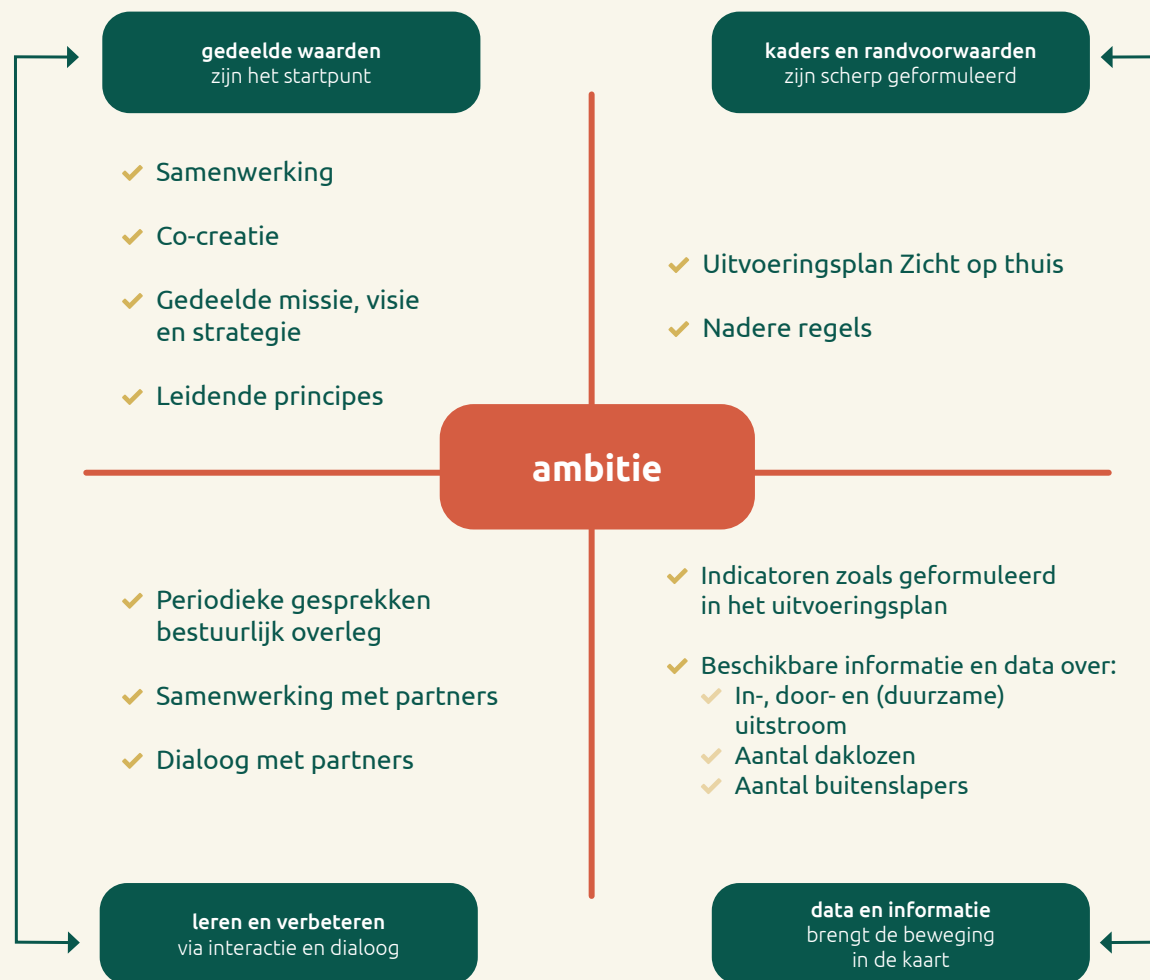 gedeelde waarden
zijn het startpunt
kaders en randvoorwaarden
zijn scherp geformuleerd
Samenwerking
Co-creatie
Gedeelde missie, visie
en strategie
Leidende principes
Uitvoeringsplan Zicht op thuis
Nadere regels
ambitie
Periodieke gesprekken
bestuurlijk overleg
Samenwerking met partners
Dialoog met partners
Indicatoren zoals geformuleerd
in het uitvoeringsplan
Beschikbare informatie en data over:
In-, door- en (duurzame)
uitstroom
Aantal daklozen
Aantal buitenslapers
leren en verbeteren
via interactie en dialoog
data en informatie
brengt de beweging
in de kaart